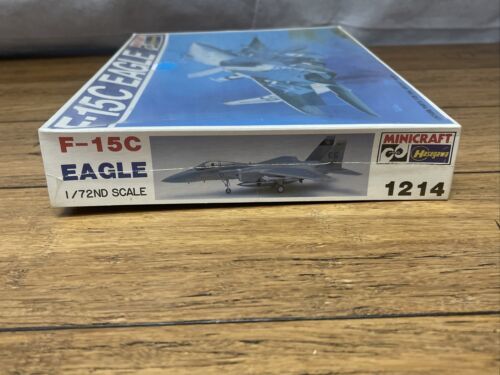 F-15C EAGLE
F-15C
EAGLE
1/72ND SCALE
MINICRAFT
Hasegawa
1214